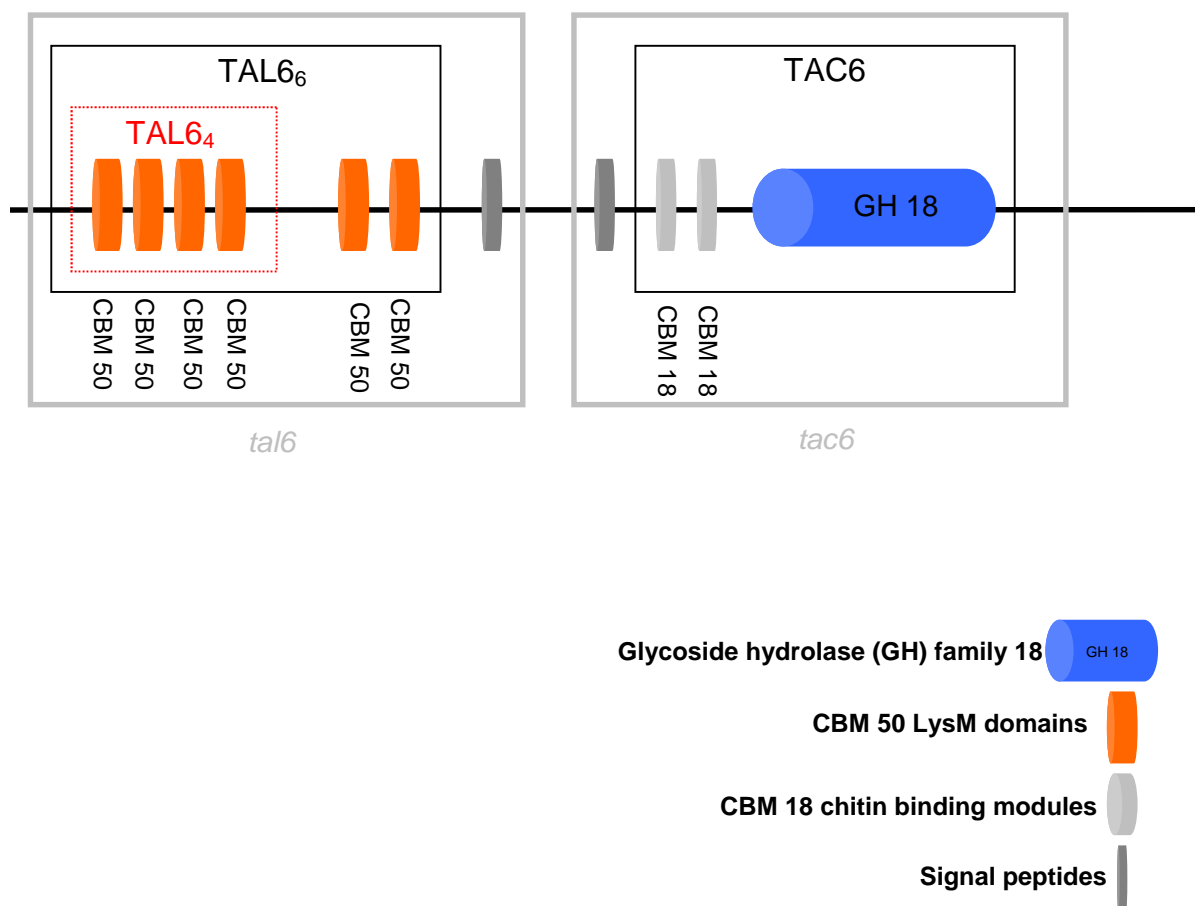 TAL6₆
TAC6
TAL6₄
GH 18
CBM 50
CBM 50
CBM 50
CBM 50
CBM 50
CBM 50
CBM 18
CBM 18
tal6
tac6
Glycoside hydrolase (GH) family 18
GH 18
CBM 50 LysM domains
CBM 18 chitin binding modules
Signal peptides